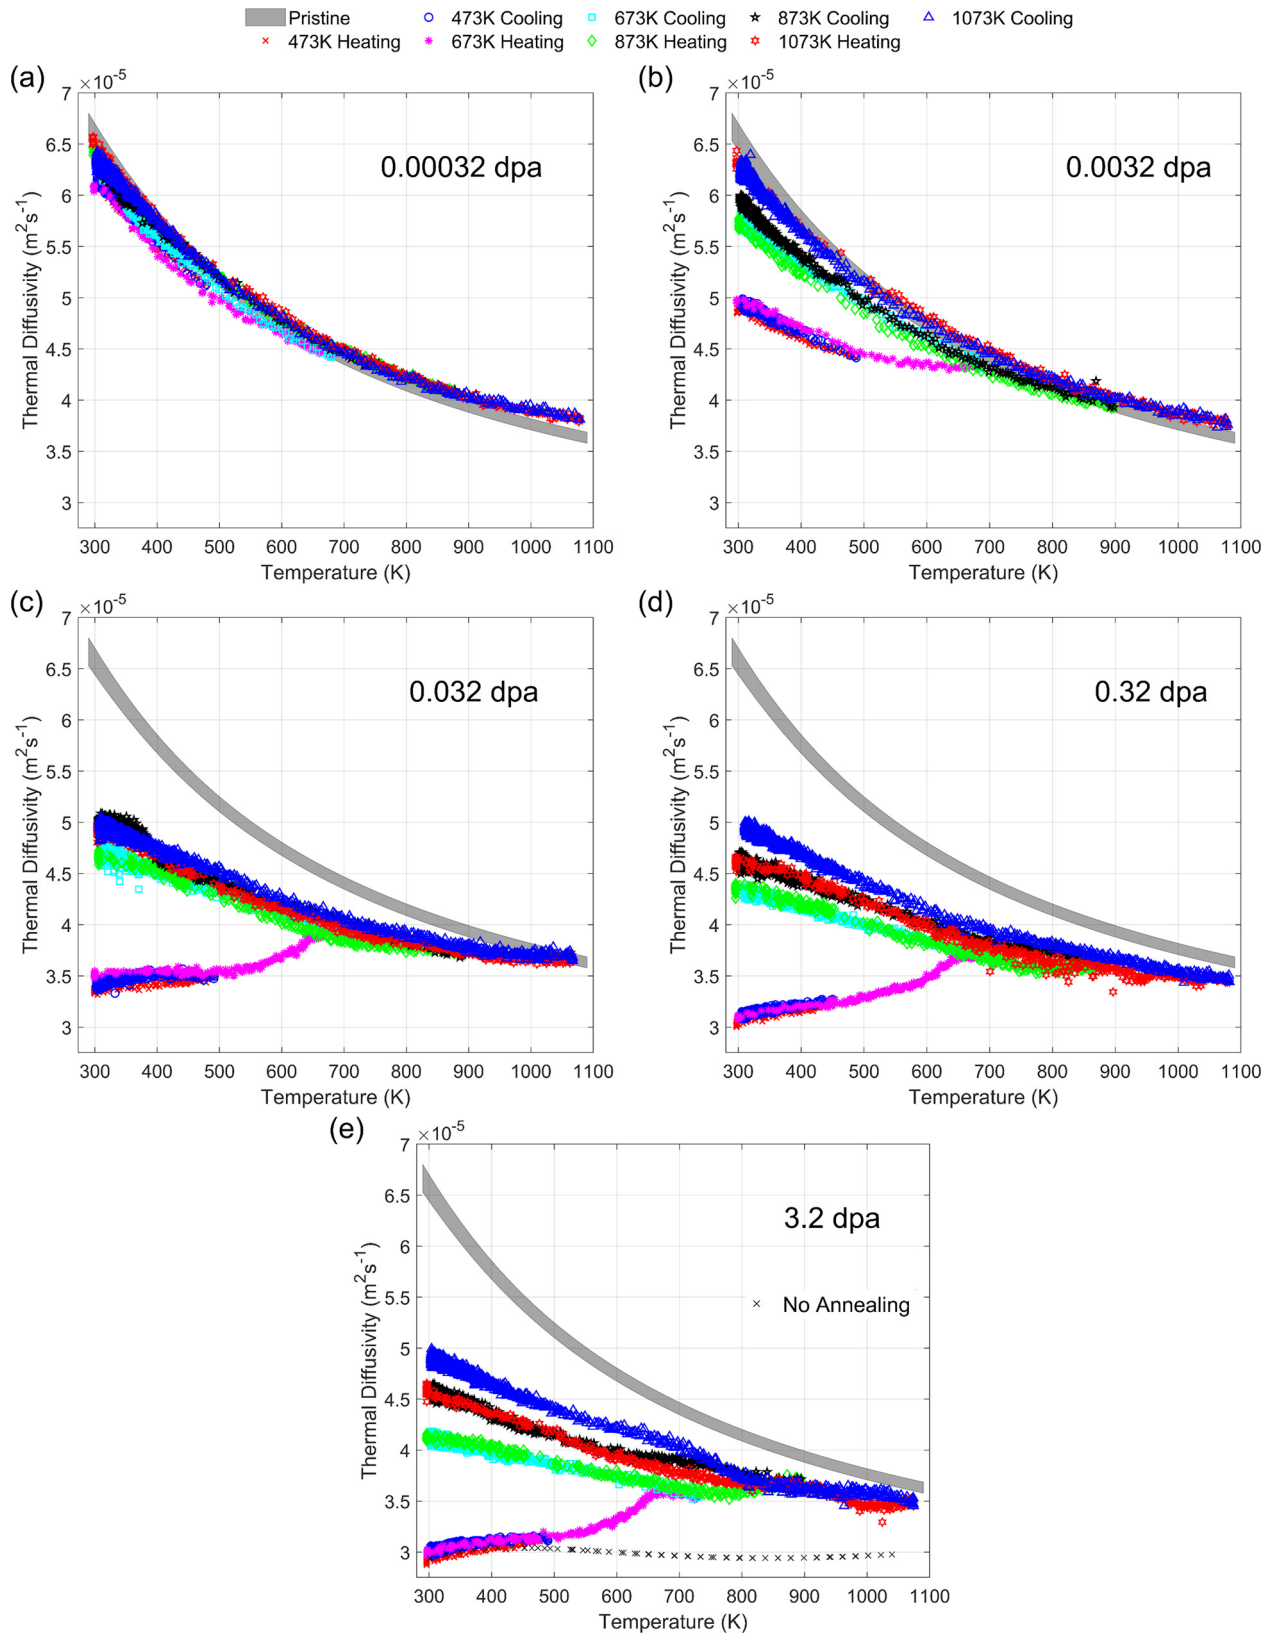 Pristine 473K Cooling 673K Cooling 873K Cooling 1073K Cooling
473K Heating 673K Heating 873K Heating 1073K Heating
(a)
×10⁻⁵
7
6.5
6
5.5
5
4.5
4
3.5
3
Thermal Diffusivity (m²s⁻¹)
0.00032 dpa
300 400 500 600 700 800 900 1000 1100
Temperature (K)
(b)
×10⁻⁵
7
6.5
6
5.5
5
4.5
4
3.5
3
Thermal Diffusivity (m²s⁻¹)
0.0032 dpa
300 400 500 600 700 800 900 1000 1100
Temperature (K)
(c)
×10⁻⁵
7
6.5
6
5.5
5
4.5
4
3.5
3
Thermal Diffusivity (m²s⁻¹)
0.032 dpa
300 400 500 600 700 800 900 1000 1100
Temperature (K)
(d)
×10⁻⁵
7
6.5
6
5.5
5
4.5
4
3.5
3
Thermal Diffusivity (m²s⁻¹)
0.32 dpa
300 400 500 600 700 800 900 1000 1100
Temperature (K)
(e)
×10⁻⁵
7
6.5
6
5.5
5
4.5
4
3.5
3
Thermal Diffusivity (m²s⁻¹)
3.2 dpa
No Annealing
300 400 500 600 700 800 900 1000 1100
Temperature (K)